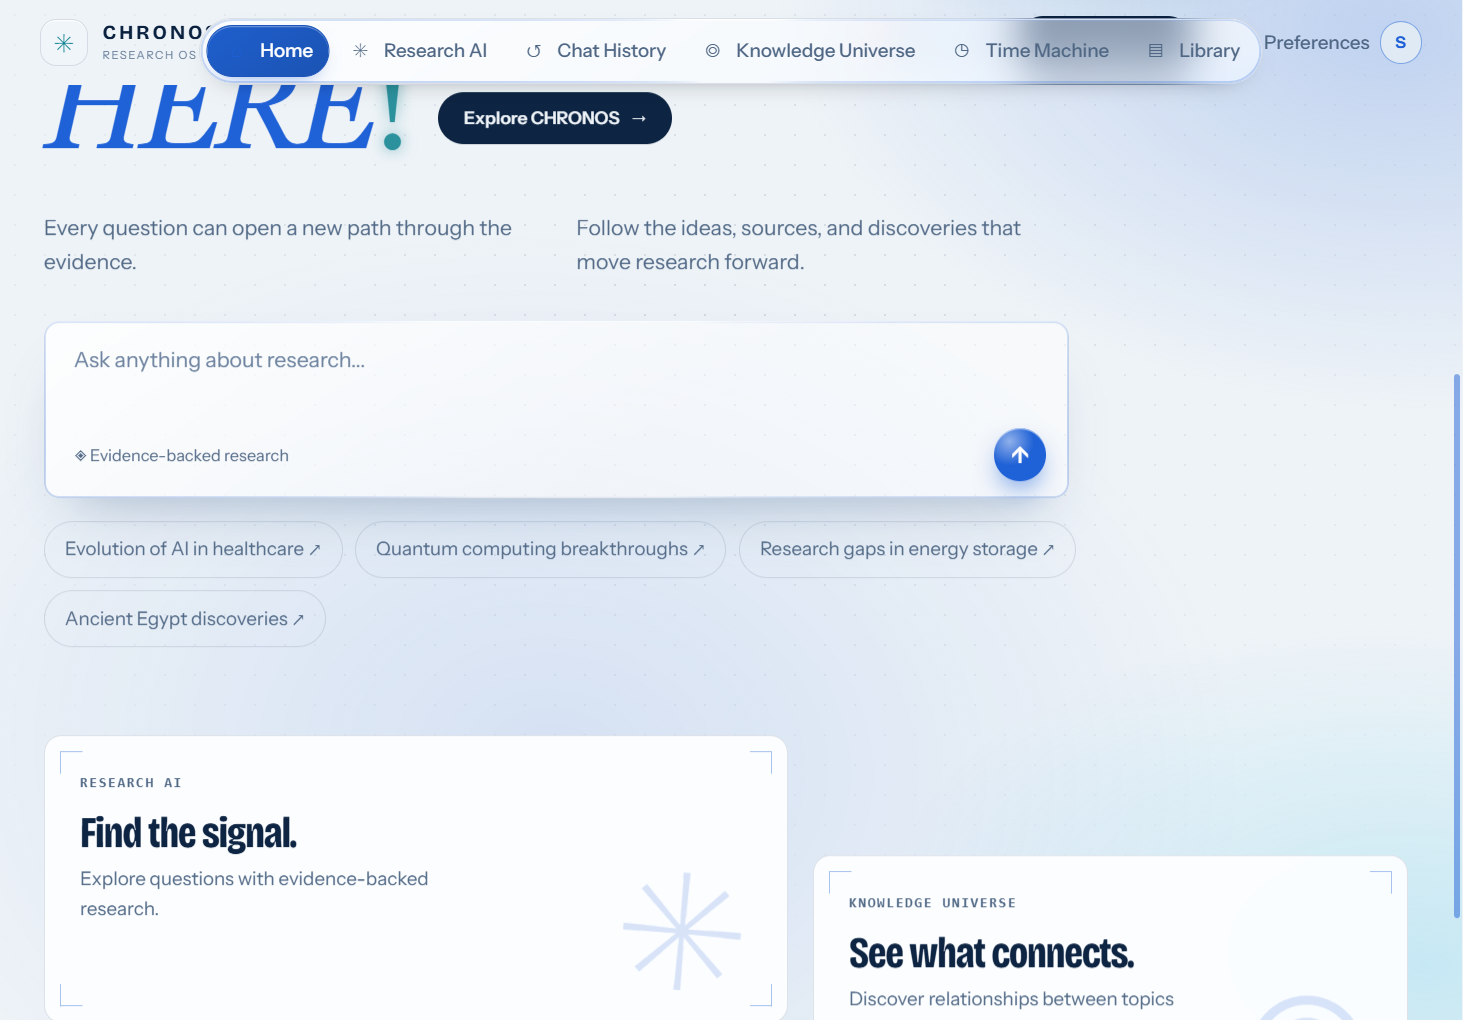 CHRONOS
RESEARCH OS
Home
Research AI
Chat History
Knowledge Universe
Time Machine
Library
Preferences
S
HERE!
Explore CHRONOS →
Every question can open a new path through the
evidence.
Follow the ideas, sources, and discoveries that
move research forward.
Ask anything about research...
Evidence-backed research
Evolution of AI in healthcare ↗
Quantum computing breakthroughs ↗
Research gaps in energy storage ↗
Ancient Egypt discoveries ↗
RESEARCH AI
Find the signal.
Explore questions with evidence-backed
research.
KNOWLEDGE UNIVERSE
See what connects.
Discover relationships between topics